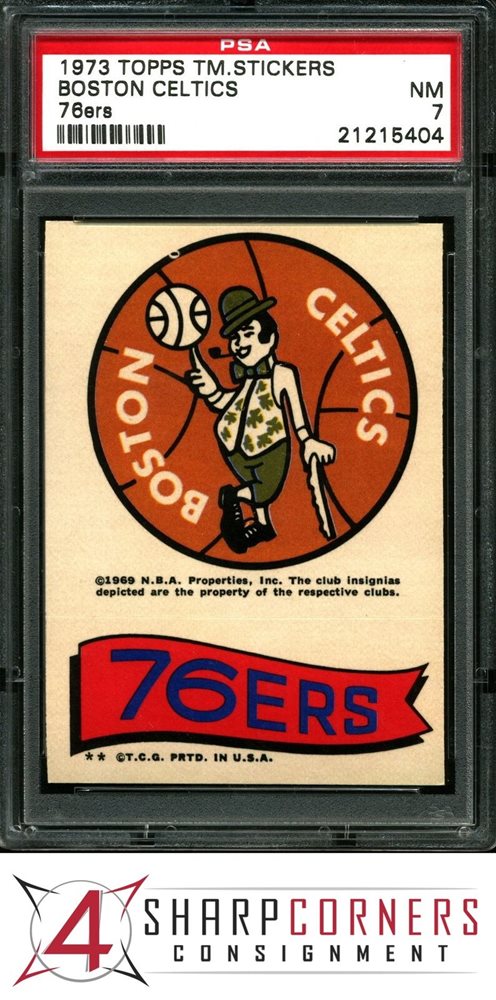 PSA
1973 TOPPS TM.STICKERS
BOSTON CELTICS NM
76ers 7
21215404
BOSTON CELTICS
©1969 N.B.A. Properties, Inc. The club insignias
depicted are the property of the respective clubs.
76ERS
** ©T.C.G. PRTD. IN U.S.A.
4 SHARPCORNERS
CONSIGNMENT